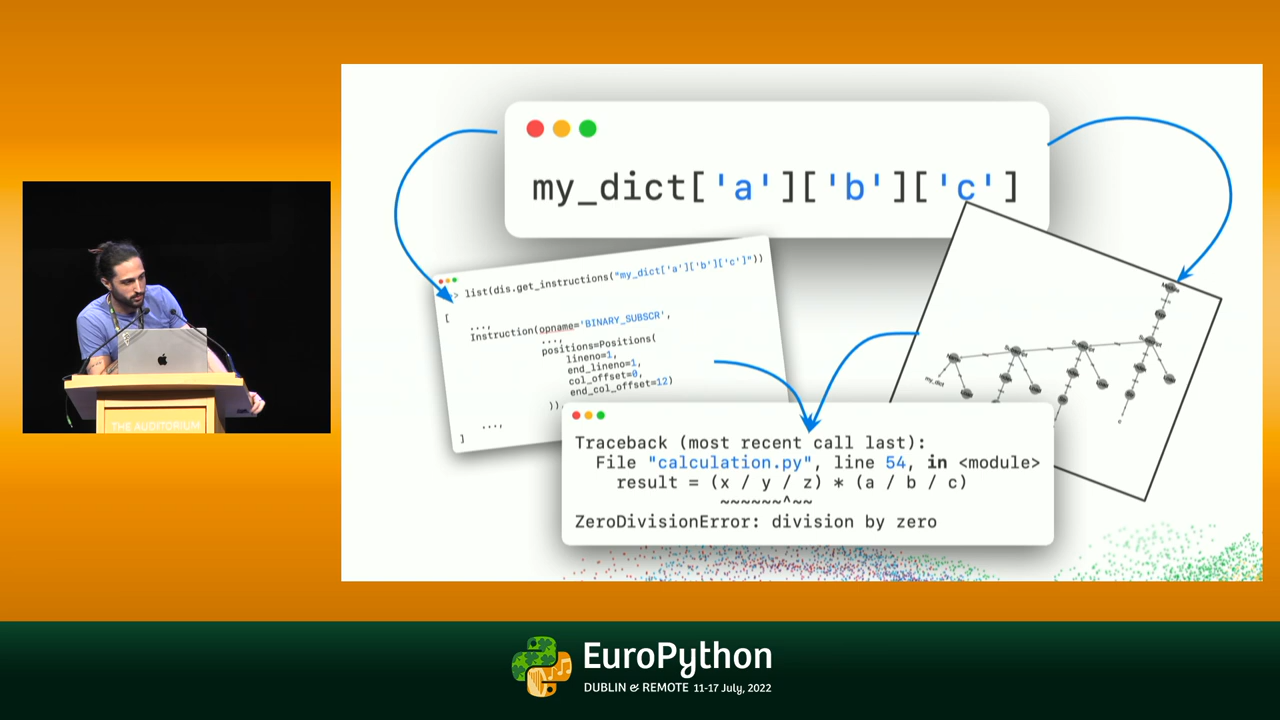 my_dict['a']['b']['c']
> list(dis.get_instructions("my_dict['a']['b']['c']"))
[
...,
Instruction(opname='BINARY_SUBSCR',
...,
positions=Positions(
lineno=1,
end_lineno=1,
col_offset=0,
end_col_offset=12)
)),
...,
]
my_dict
c
Traceback (most recent call last):
File "calculation.py", line 54, in <module>
result = (x / y / z) * (a / b / c)
~~~~~~^~~
ZeroDivisionError: division by zero
THE AUDITORIUM
EuroPython
DUBLIN & REMOTE 11-17 July, 2022